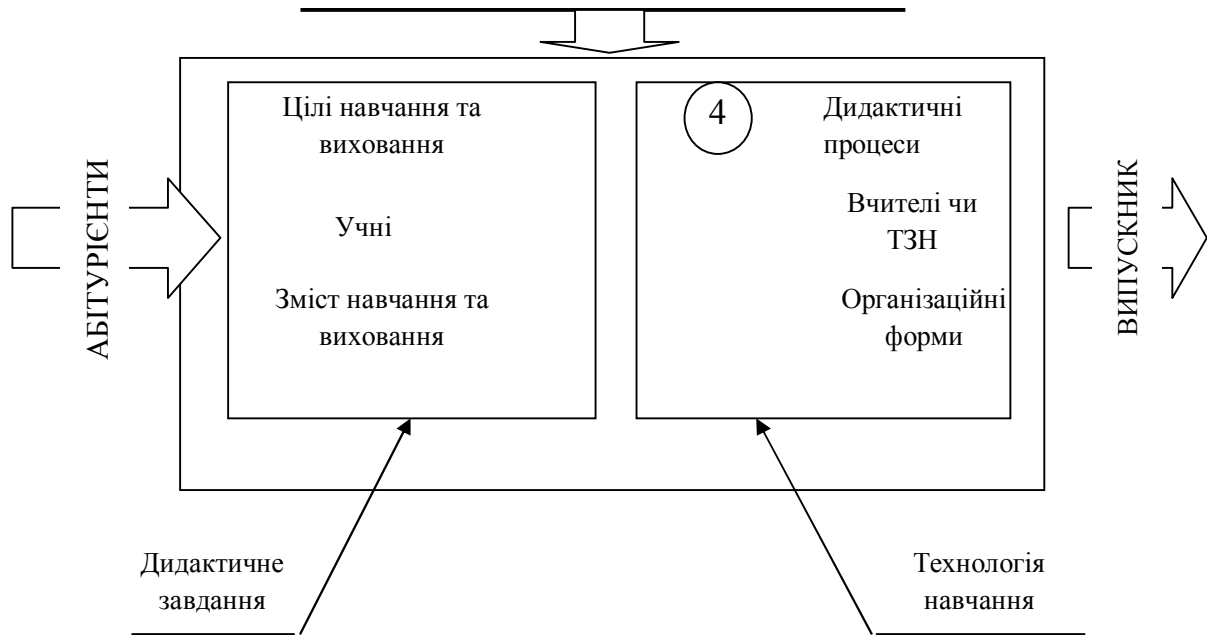 Цілі навчання та
виховання
Учні
Зміст навчання та
виховання
4
Дидактичні
процеси
Вчителі чи
ТЗН
Організаційні
форми
АБІТУРІЄНТИ
ВИПУСКНИК
Дидактичне
завдання
Технологія
навчання